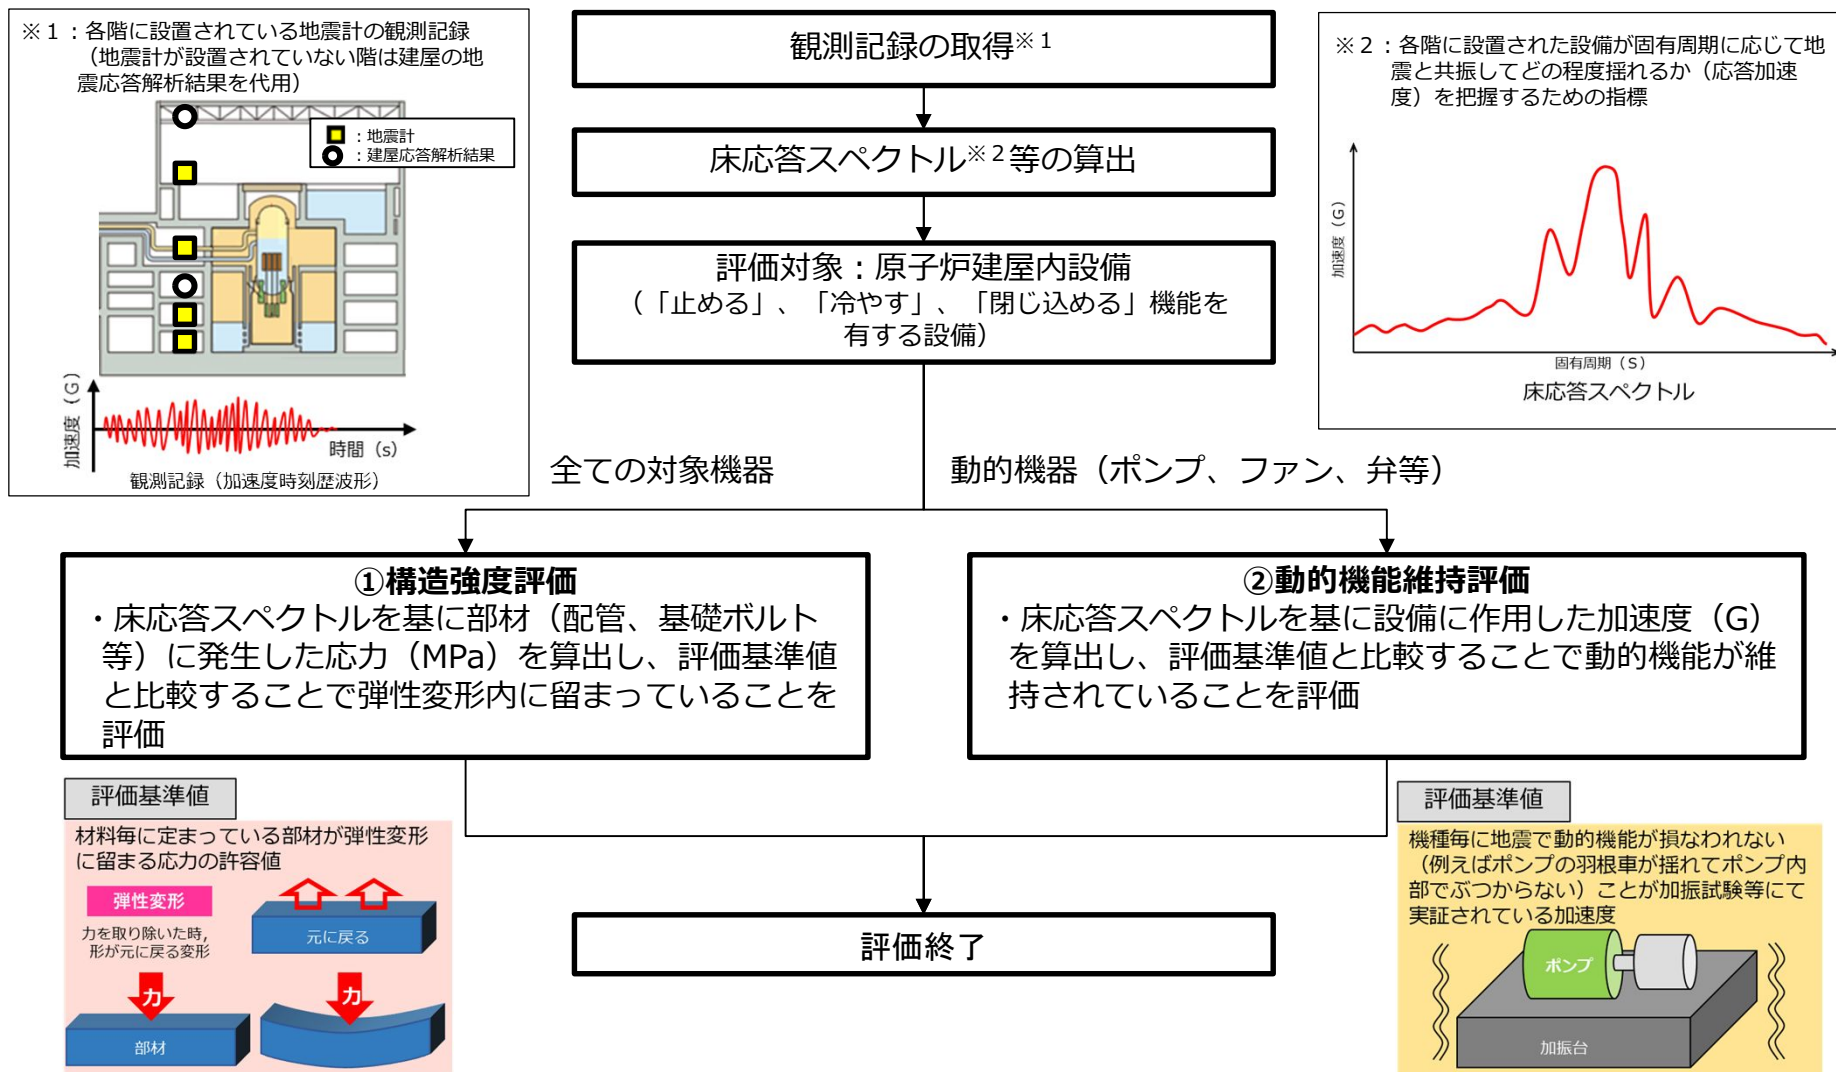 ※１：各階に設置されている地震計の観測記録
（地震計が設置されていない階は建屋の地
震応答解析結果を代用）
：地震計
：建屋応答解析結果
加速度（G）
時間（s）
観測記録（加速度時刻歴波形）
観測記録の取得※１
床応答スペクトル※２等の算出
評価対象：原子炉建屋内設備
（「止める」、「冷やす」、「閉じ込める」機能を
有する設備）
※２：各階に設置された設備が固有周期に応じて地
震と共振してどの程度揺れるか（応答加速
度）を把握するための指標
加速度（G）
固有周期（S）
床応答スペクトル
全ての対象機器
動的機器（ポンプ、ファン、弁等）
①構造強度評価
・床応答スペクトルを基に部材（配管、基礎ボルト
等）に発生した応力（MPa）を算出し、評価基準値
と比較することで弾性変形内に留まっていることを
評価
②動的機能維持評価
・床応答スペクトルを基に設備に作用した加速度（G）
を算出し、評価基準値と比較することで動的機能が維
持されていることを評価
評価基準値
材料毎に定まっている部材が弾性変形
に留まる応力の許容値
弾性変形
力を取り除いた時，
形が元に戻る変形
元に戻る
力
力
部材
評価終了
評価基準値
機種毎に地震で動的機能が損なわれない
（例えばポンプの羽根車が揺れてポンプ内
部でぶつからない）ことが加振試験等にて
実証されている加速度
ポンプ
加振台